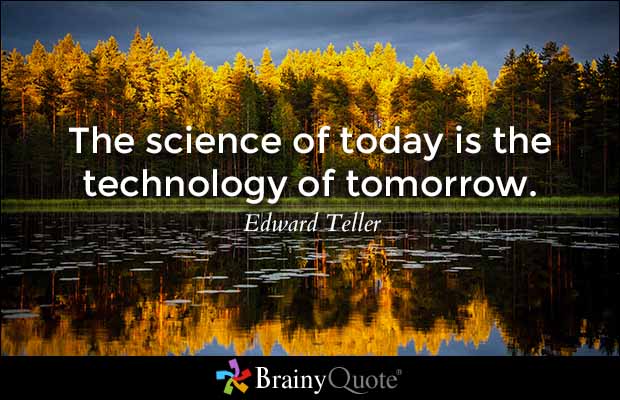 The science of today is the
technology of tomorrow.
Edward Teller
BrainyQuote®